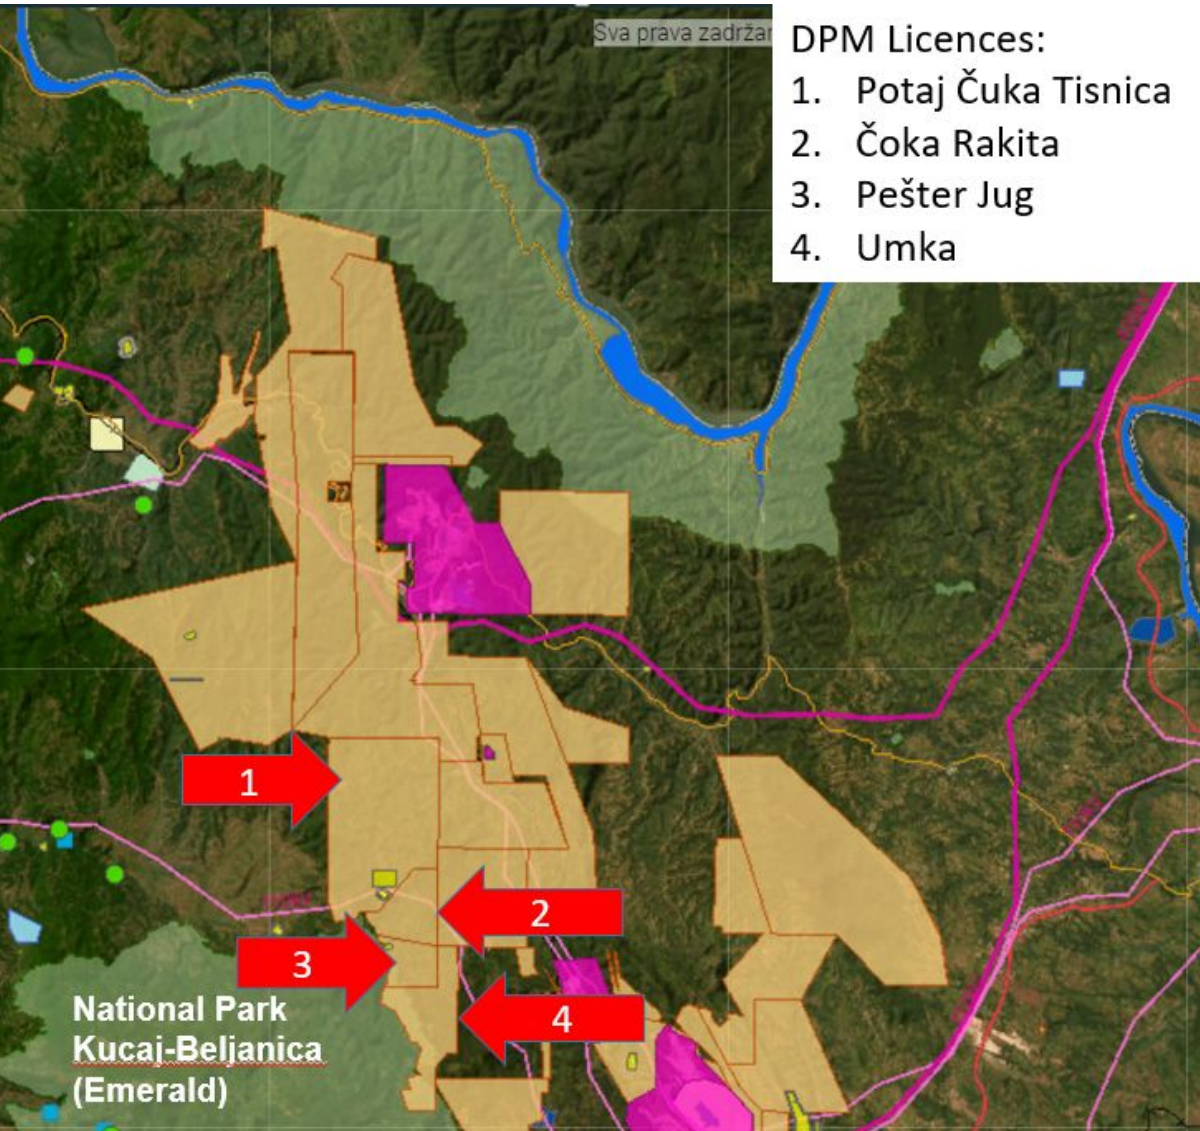 Sva prava zadržan
DPM Licences:
1. Potaj Čuka Tisnica
2. Čoka Rakita
3. Pešter Jug
4. Umka
1
2
3
4
National Park
Kucaj-Beljanica
(Emerald)